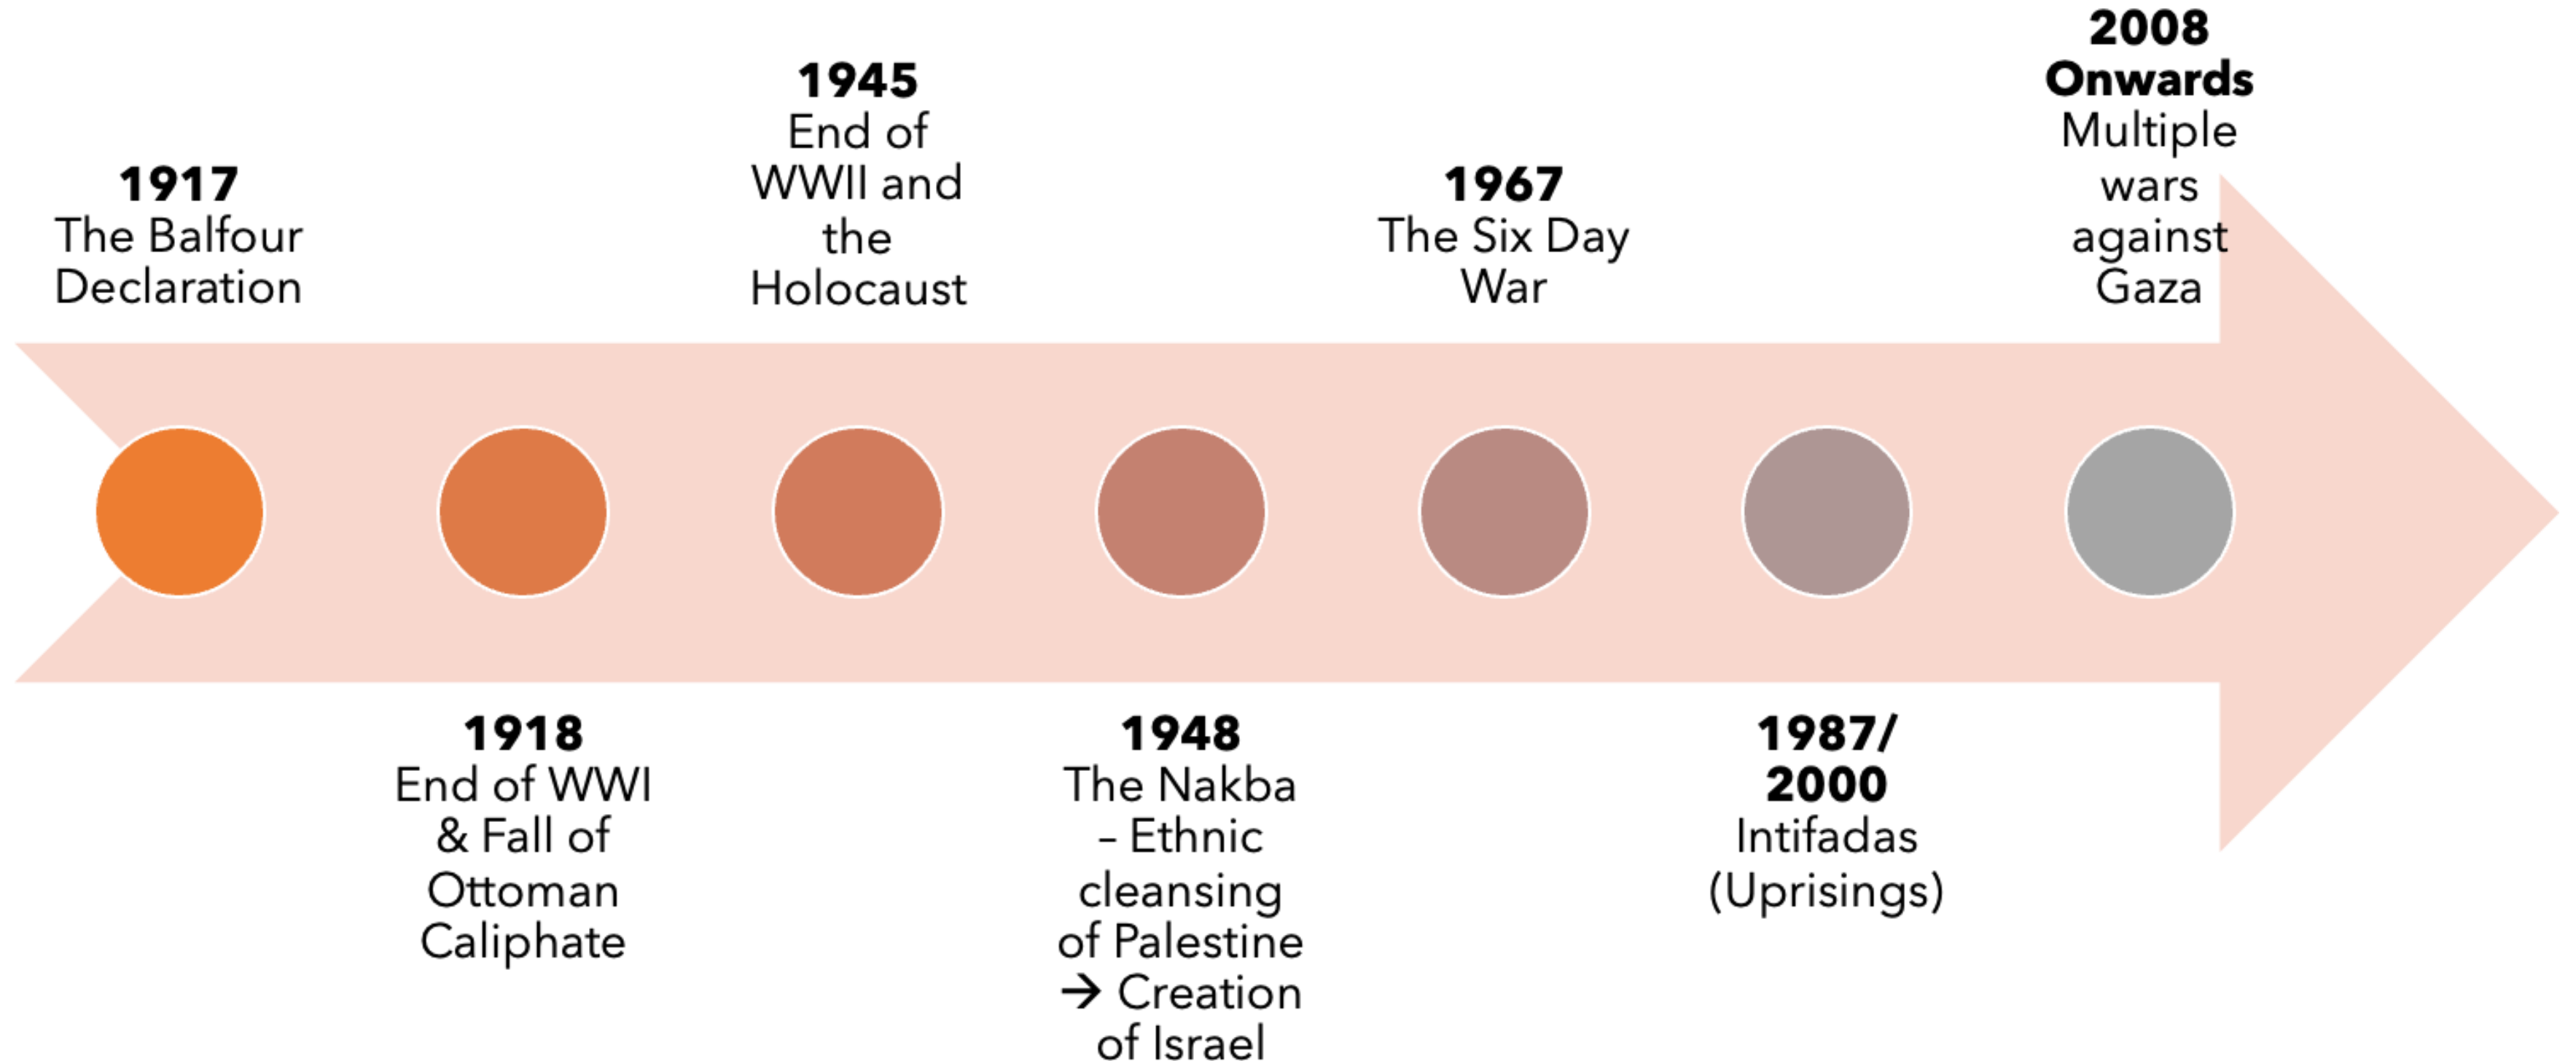 1917
The Balfour
Declaration
1918
End of WWI
& Fall of
Ottoman
Caliphate
1945
End of
WWII and
the
Holocaust
1948
The Nakba
– Ethnic
cleansing
of Palestine
→ Creation
of Israel
1967
The Six Day
War
1987/
2000
Intifadas
(Uprisings)
2008
Onwards
Multiple
wars
against
Gaza